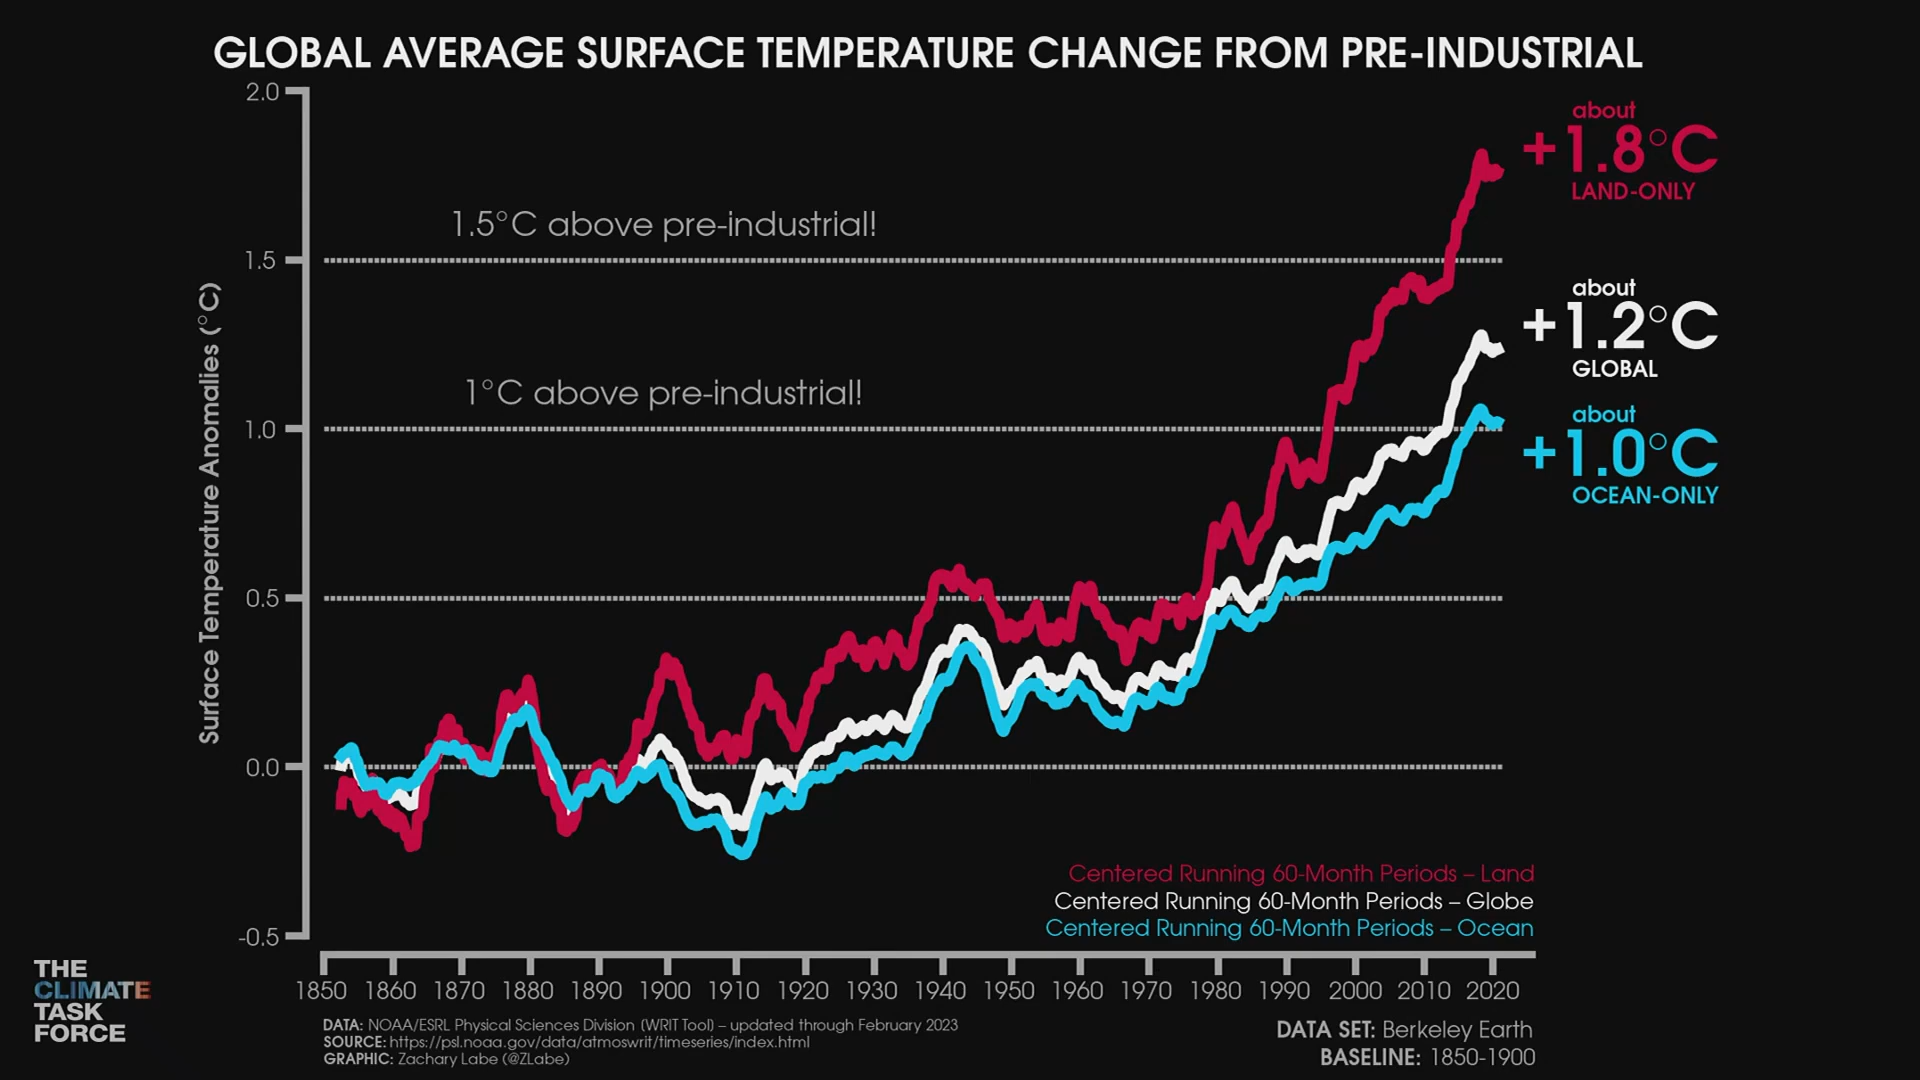 GLOBAL AVERAGE SURFACE TEMPERATURE CHANGE FROM PRE-INDUSTRIAL
2.0
1.5
1.0
0.5
0.0
-0.5
Surface Temperature Anomalies (°C)
1.5°C above pre-industrial!
1°C above pre-industrial!
about
+1.8°C
LAND-ONLY
about
+1.2°C
GLOBAL
about
+1.0°C
OCEAN-ONLY
Centered Running 60-Month Periods – Land
Centered Running 60-Month Periods – Globe
Centered Running 60-Month Periods – Ocean
1850 1860 1870 1880 1890 1900 1910 1920 1930 1940 1950 1960 1970 1980 1990 2000 2010 2020
THE
CLIMATE
TASK
FORCE
DATA: NOAA/ESRL Physical Sciences Division (WRIT Tool) – updated through February 2023
SOURCE: https://psl.noaa.gov/data/atmoswrit/timeseries/index.html
GRAPHIC: Zachary Labe (@ZLabe)
DATA SET: Berkeley Earth
BASELINE: 1850-1900